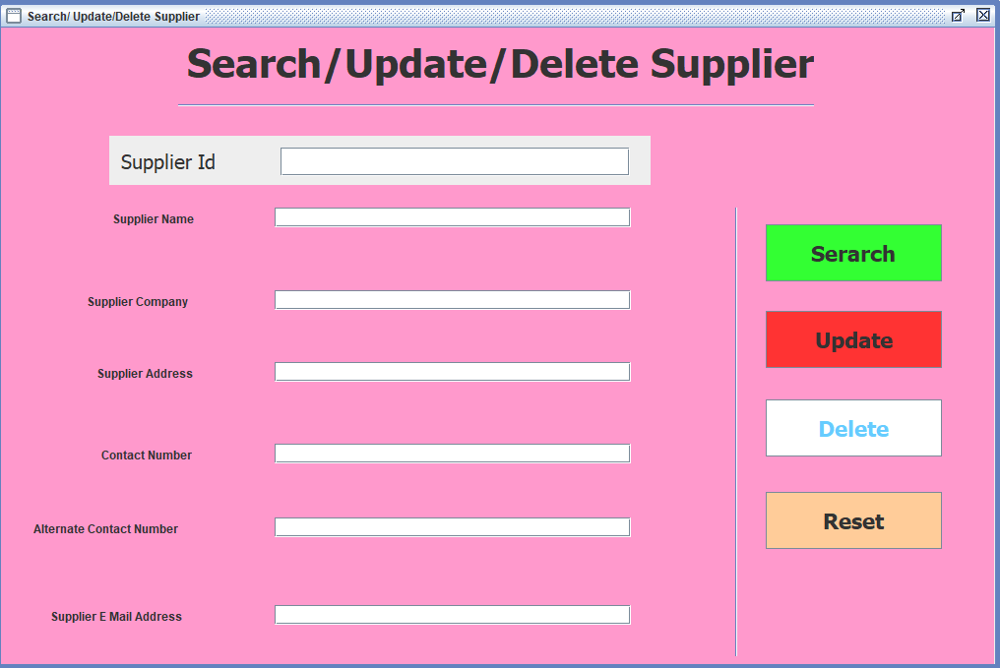 Search/ Update/Delete Supplier
Search/Update/Delete Supplier
Supplier Id
Supplier Name
Supplier Company
Supplier Address
Contact Number
Alternate Contact Number
Supplier E Mail Address
Serarch
Update
Delete
Reset